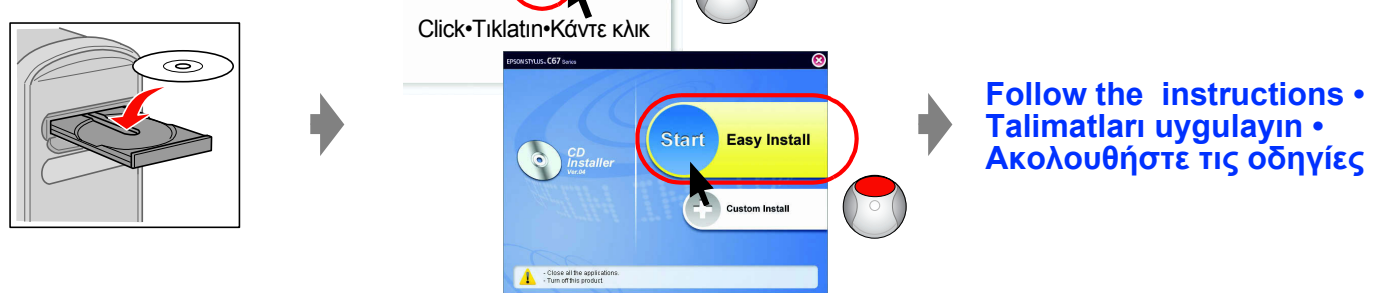 Click•Tıklatın•Κάντε κλικ
EPSON STYLUS™ C67 Series
Start Easy Install
CD
Installer
Ver.04
Custom Install
- Close all the applications.
- Turn off this product.
Follow the instructions •
Talimatları uygulayın •
Ακολουθήστε τις οδηγίες